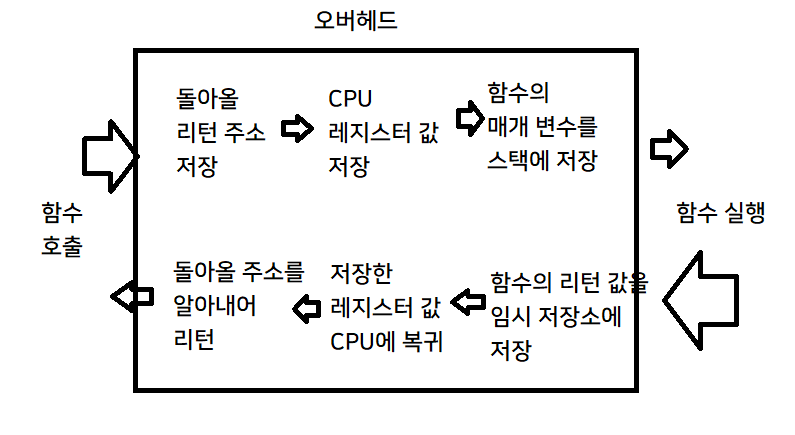 오버헤드
돌아올
리턴 주소
저장
CPU
레지스터 값
저장
함수의
매개 변수를
스택에 저장
함수
호출
함수 실행
돌아올 주소를
알아내어
리턴
저장한
레지스터 값
CPU에 복귀
함수의 리턴 값을
임시 저장소에
저장